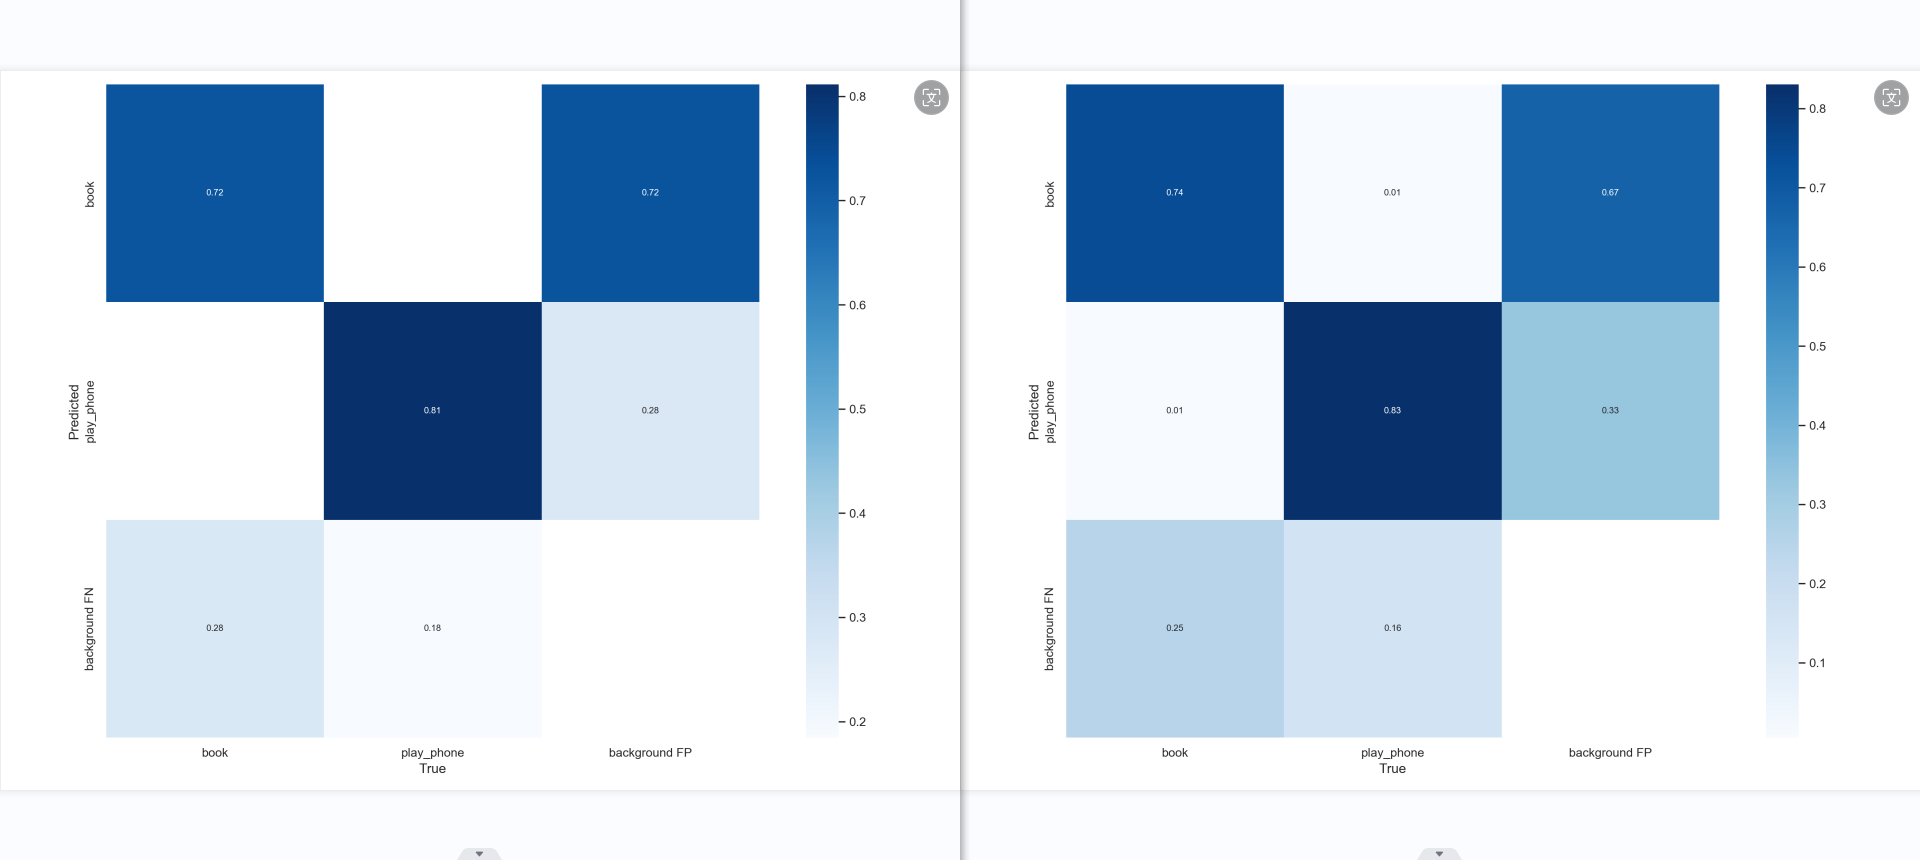 book
0.72
0.72
0.8
0.7
0.6
0.5
0.4
0.3
0.2
Predicted
play_phone
0.81
0.28
background FN
0.28
0.18
book
play_phone
background FP
True
文
book
0.74
0.01
0.67
0.8
0.7
0.6
0.5
0.4
0.3
0.2
0.1
Predicted
play_phone
0.01
0.83
0.33
background FN
0.25
0.16
book
play_phone
background FP
True
文